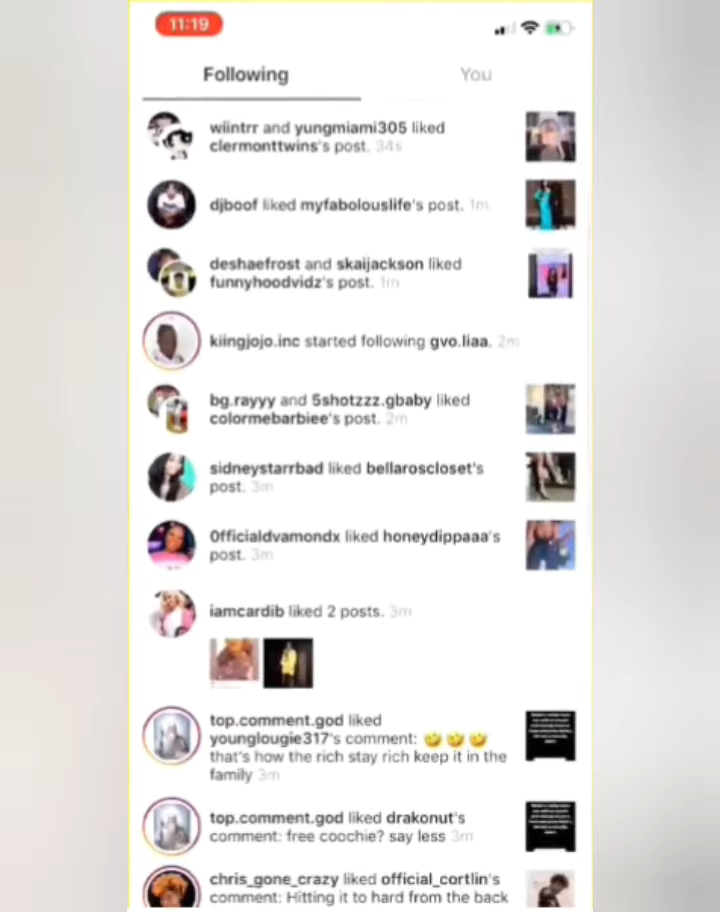 11:19
Following
You
wiintrr and yungmiami305 liked
clermonttwins's post. 34s
djboof liked myfabolouslife's post. 1m
deshaefrost and skaijackson liked
funnyhoodvidz's post. 1m
kiingjojo.inc started following gvo.liaa. 2m
bg.rayyy and 5shotzzz.gbaby liked
colormebarbiee's post. 2m
sidneystarrbad liked bellaroscloset's
post. 3m
0fficialdvamondx liked honeydippaaa's
post. 3m
iamcardib liked 2 posts. 3m
top.comment.god liked
younglougie317's comment: 🤣🤣🤣
that's how the rich stay rich keep it in the
family 3m
top.comment.god liked drakonut's
comment: free coochie? say less 3m
chris_gone_crazy liked official_cortlin's
comment: Hitting it to hard from the back